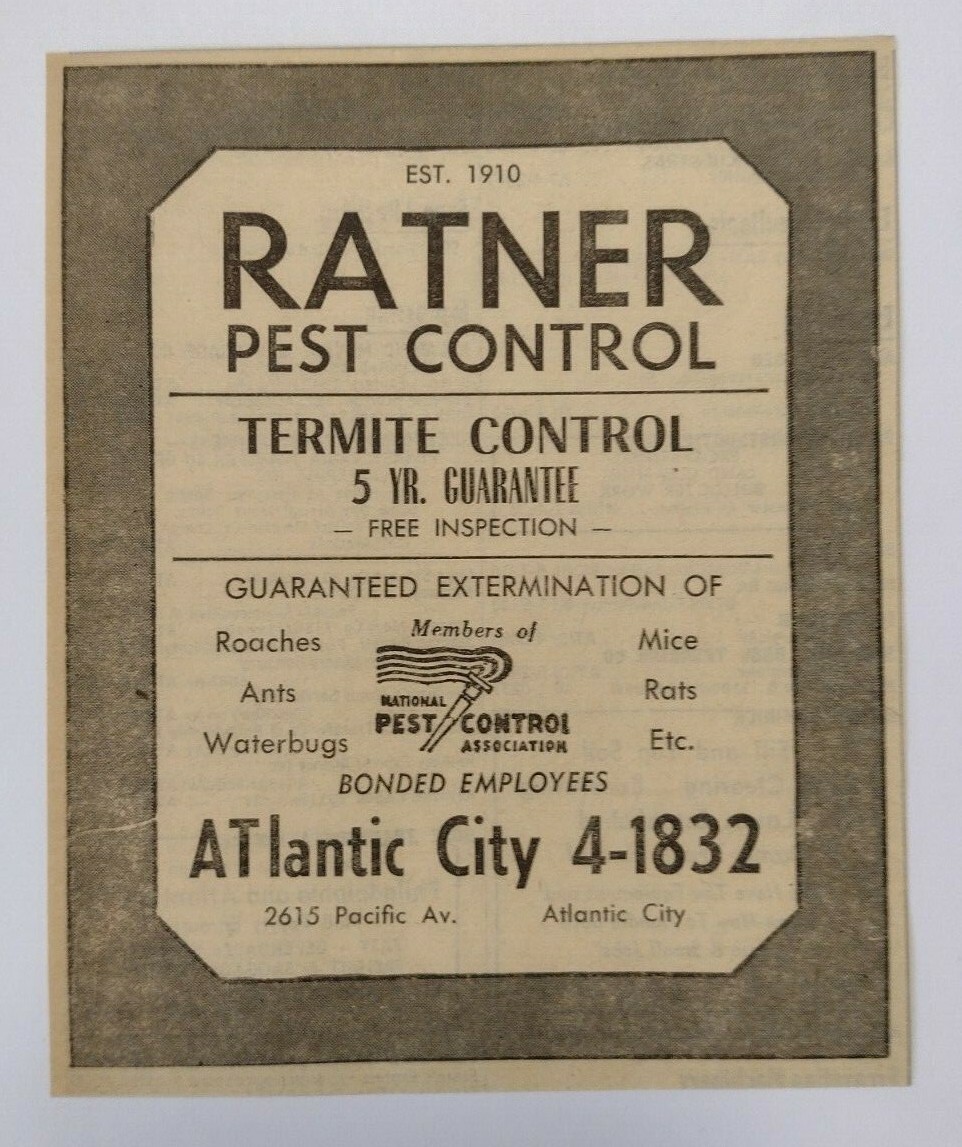 EST. 1910
RATNER
PEST CONTROL
TERMITE CONTROL
5 YR. GUARANTEE
— FREE INSPECTION —
GUARANTEED EXTERMINATION OF
Roaches
Ants
Waterbugs
Members of
NATIONAL
PEST CONTROL
ASSOCIATION
Mice
Rats
Etc.
BONDED EMPLOYEES
ATlantic City 4-1832
2615 Pacific Av. Atlantic City